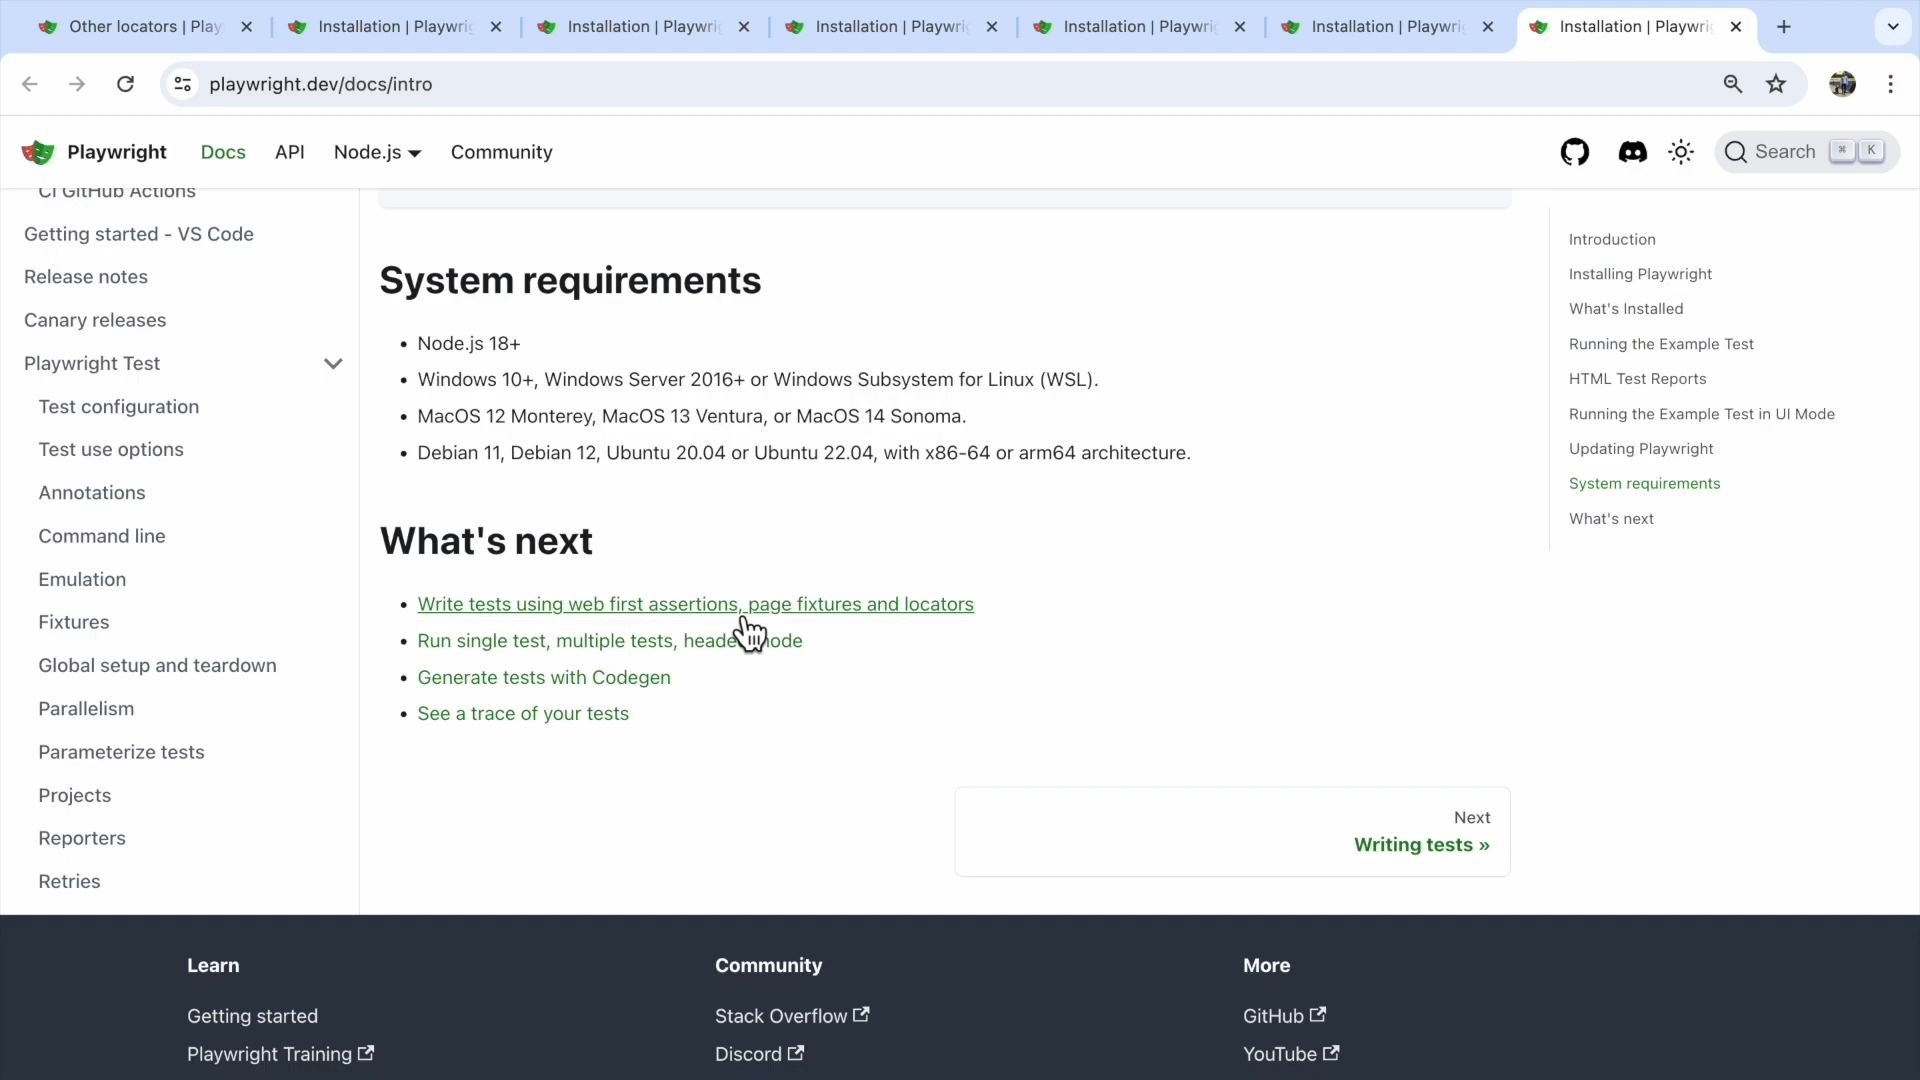 Other locators | Play
Installation | Playwri
Installation | Playwri
Installation | Playwri
Installation | Playwri
Installation | Playwri
Installation | Playwri
playwright.dev/docs/intro
Playwright
Docs
API
Node.js
Community
Search
⌘ K
CI GitHub Actions
Getting started - VS Code
Release notes
Canary releases
Playwright Test
Test configuration
Test use options
Annotations
Command line
Emulation
Fixtures
Global setup and teardown
Parallelism
Parameterize tests
Projects
Reporters
Retries
System requirements
• Node.js 18+
• Windows 10+, Windows Server 2016+ or Windows Subsystem for Linux (WSL).
• MacOS 12 Monterey, MacOS 13 Ventura, or MacOS 14 Sonoma.
• Debian 11, Debian 12, Ubuntu 20.04 or Ubuntu 22.04, with x86-64 or arm64 architecture.
What's next
• Write tests using web first assertions, page fixtures and locators
• Run single test, multiple tests, headed mode
• Generate tests with Codegen
• See a trace of your tests
Next
Writing tests »
Introduction
Installing Playwright
What's Installed
Running the Example Test
HTML Test Reports
Running the Example Test in UI Mode
Updating Playwright
System requirements
What's next
Learn
Getting started
Playwright Training
Community
Stack Overflow
Discord
More
GitHub
YouTube